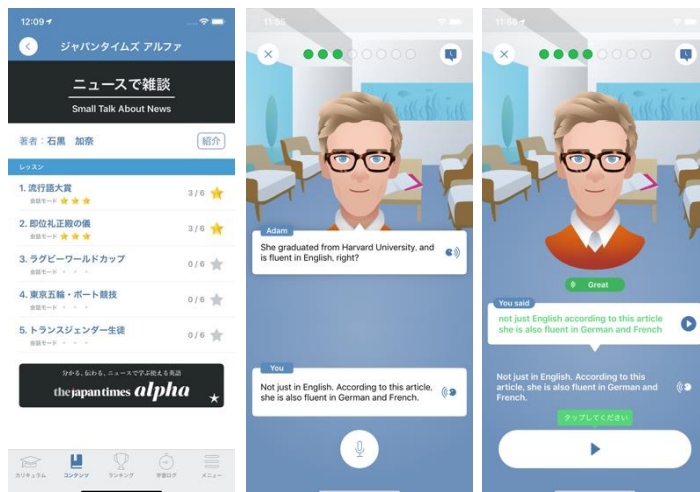 12:09
ジャパンタイムズ アルファ
ニュースで雑談
Small Talk About News
著者：石黒 加奈
紹介
レッスン
1. 流行語大賞
会話モード
3 / 6
2. 即位礼正殿の儀
会話モード
3 / 6
3. ラグビーワールドカップ
会話モード
0 / 6
4. 東京五輪・ボート競技
会話モード
0 / 6
5. トランスジェンダー生徒
会話モード
0 / 6
分かる、伝わる、ニュースで学ぶ使える英語
the japan times alpha
カリキュラム
コンテンツ
ランキング
学習ログ
メニュー
11:55
Adam
She graduated from Harvard University, and
is fluent in English, right?
You
Not just in English. According to this article,
she is also fluent in German and French.
11:56
Great
You said
not just English according to this article
she is also fluent in German and French
Not just in English. According to this
article, she is also fluent in German and
French.
タップしてください